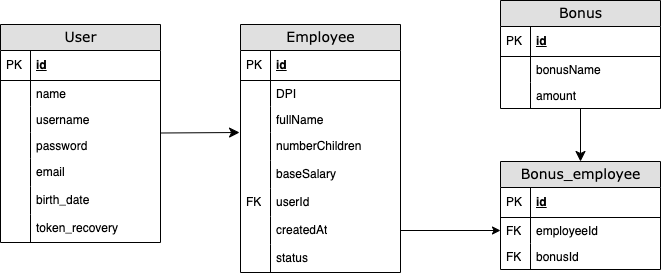 User
PK id
name
username
password
email
birth_date
token_recovery
Employee
PK id
DPI
fullName
numberChildren
baseSalary
FK userId
createdAt
status
Bonus
PK id
bonusName
amount
Bonus_employee
PK id
FK employeeId
FK bonusId